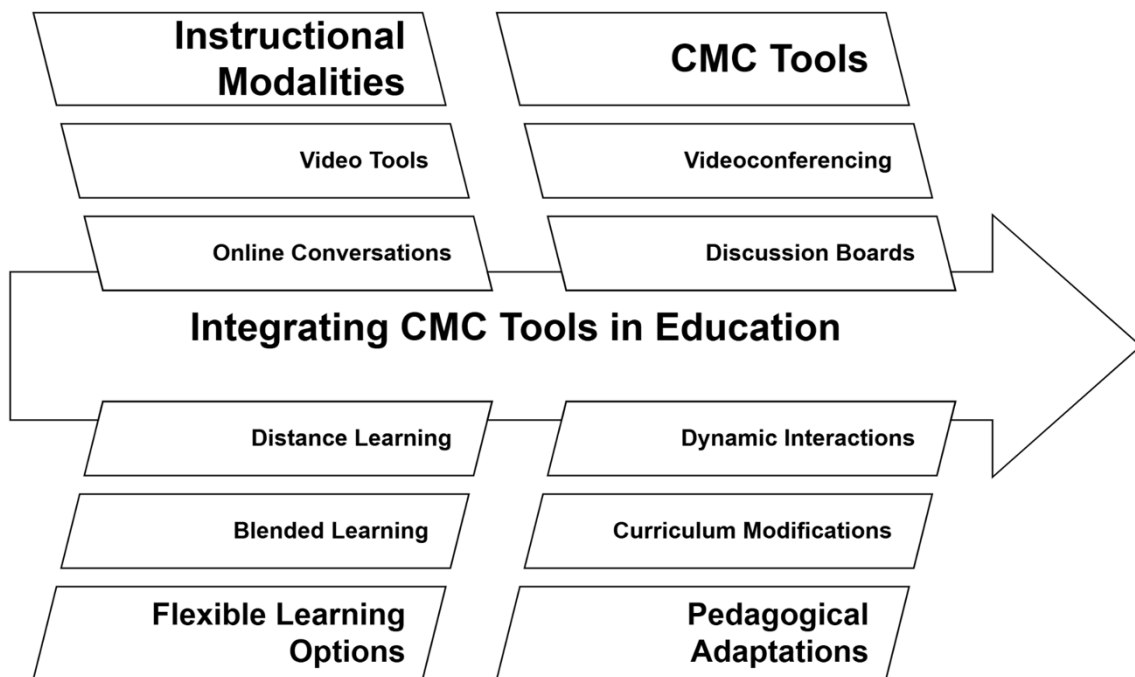 Instructional
Modalities
CMC Tools
Video Tools
Videoconferencing
Online Conversations
Discussion Boards
Integrating CMC Tools in Education
Distance Learning
Dynamic Interactions
Blended Learning
Curriculum Modifications
Flexible Learning
Options
Pedagogical
Adaptations